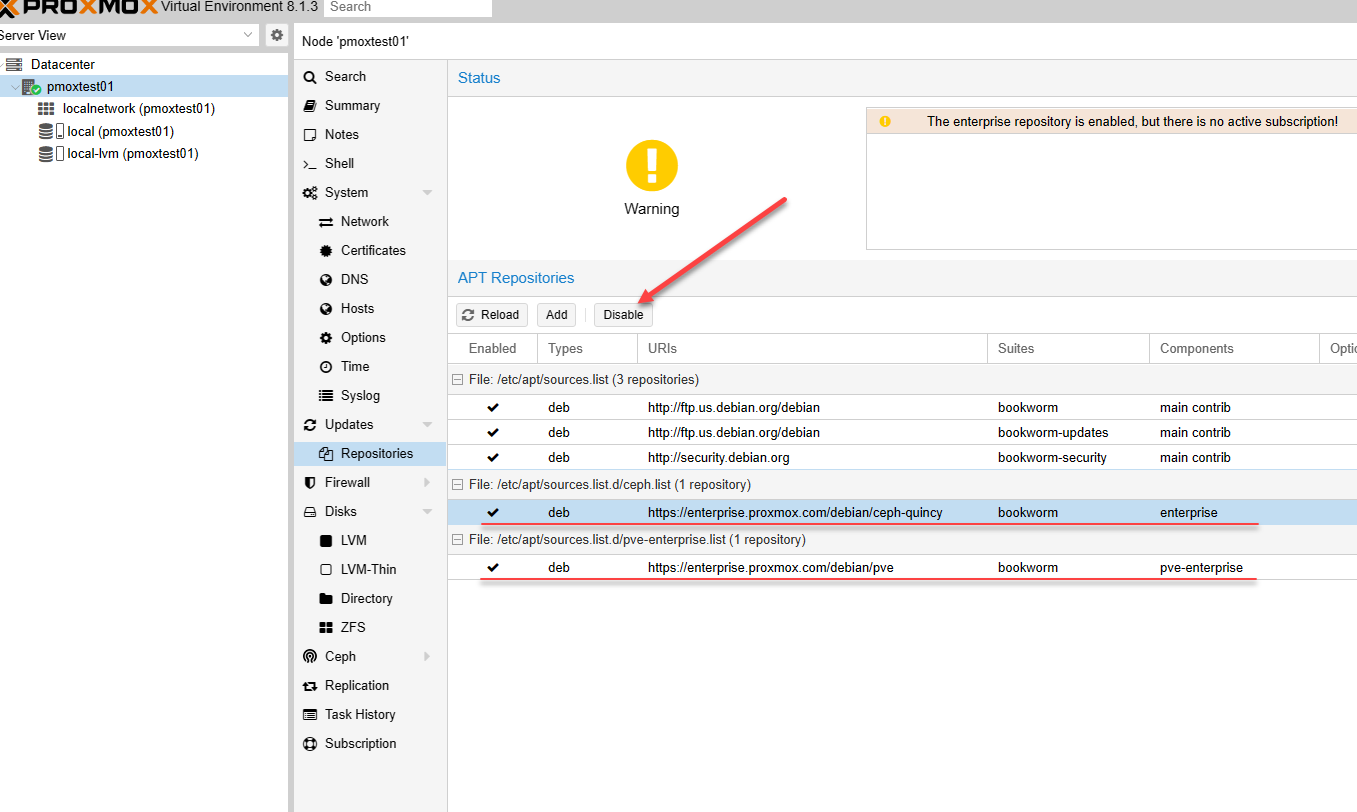 PROXMOX Virtual Environment 8.1.3 Search
Server View
Datacenter
pmoxtest01
localnetwork (pmoxtest01)
local (pmoxtest01)
local-lvm (pmoxtest01)
Node 'pmoxtest01'
Search
Summary
Notes
Shell
System
Network
Certificates
DNS
Hosts
Options
Time
Syslog
Updates
Repositories
Firewall
Disks
LVM
LVM-Thin
Directory
ZFS
Ceph
Replication
Task History
Subscription
Status
Warning
The enterprise repository is enabled, but there is no active subscription!
APT Repositories
Reload Add Disable
Enabled Types URIs Suites Components Optio
File: /etc/apt/sources.list (3 repositories)
deb http://ftp.us.debian.org/debian bookworm main contrib
deb http://ftp.us.debian.org/debian bookworm-updates main contrib
deb http://security.debian.org bookworm-security main contrib
File: /etc/apt/sources.list.d/ceph.list (1 repository)
deb https://enterprise.proxmox.com/debian/ceph-quincy bookworm enterprise
File: /etc/apt/sources.list.d/pve-enterprise.list (1 repository)
deb https://enterprise.proxmox.com/debian/pve bookworm pve-enterprise